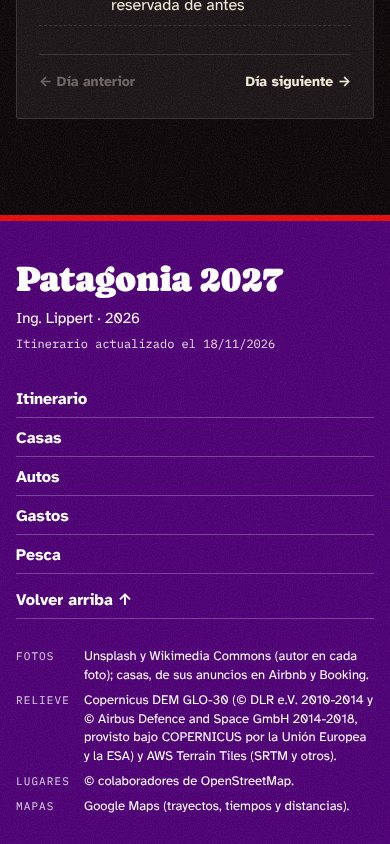 reservada de antes
← Día anterior
Día siguiente →
Patagonia 2027
Ing. Lippert · 2026
Itinerario actualizado el 18/11/2026
Itinerario
Casas
Autos
Gastos
Pesca
Volver arriba ↑
FOTOS
Unsplash y Wikimedia Commons (autor en cada
foto); casas, de sus anuncios en Airbnb y Booking.
RELIEVE
Copernicus DEM GLO-30 (© DLR e.V. 2010-2014 y
© Airbus Defence and Space GmbH 2014-2018,
provisto bajo COPERNICUS por la Unión Europea
y la ESA) y AWS Terrain Tiles (SRTM y otros).
LUGARES
© colaboradores de OpenStreetMap.
MAPAS
Google Maps (trayectos, tiempos y distancias).